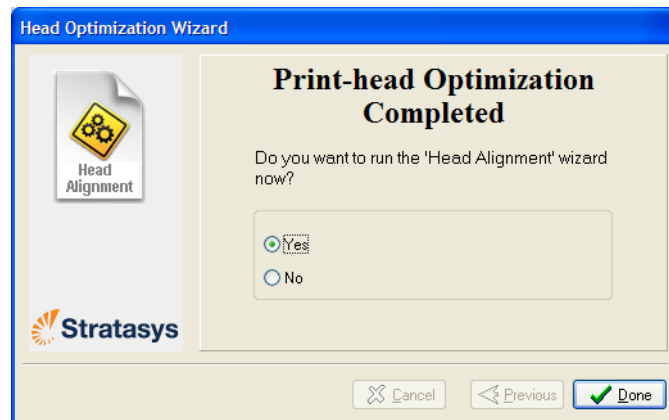 Head Optimization Wizard
Head
Alignment
Stratasys
Print-head Optimization
Completed
Do you want to run the 'Head Alignment' wizard
now?
Yes
No
Cancel
Previous
Done